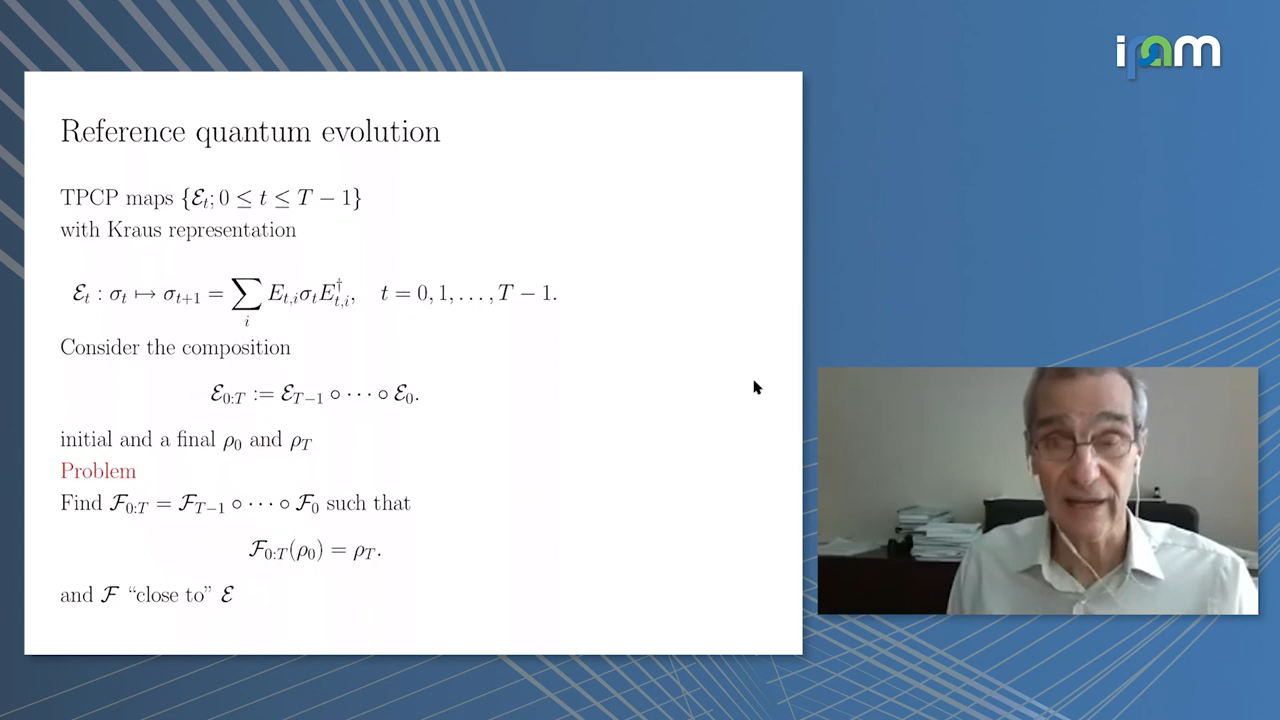 ipam
Reference quantum evolution
TPCP maps {ℰ_t; 0 ≤ t ≤ T − 1}
with Kraus representation
ℰ_t : σ_t ↦ σ_{t+1} = ∑_i E_{t,i} σ_t E_{t,i}^†, t = 0, 1, …, T − 1.
Consider the composition
ℰ_{0:T} := ℰ_{T−1} ∘ ⋯ ∘ ℰ_0.
initial and a final ρ_0 and ρ_T
Problem
Find ℱ_{0:T} = ℱ_{T−1} ∘ ⋯ ∘ ℱ_0 such that
ℱ_{0:T}(ρ_0) = ρ_T.
and ℱ “close to” ℰ